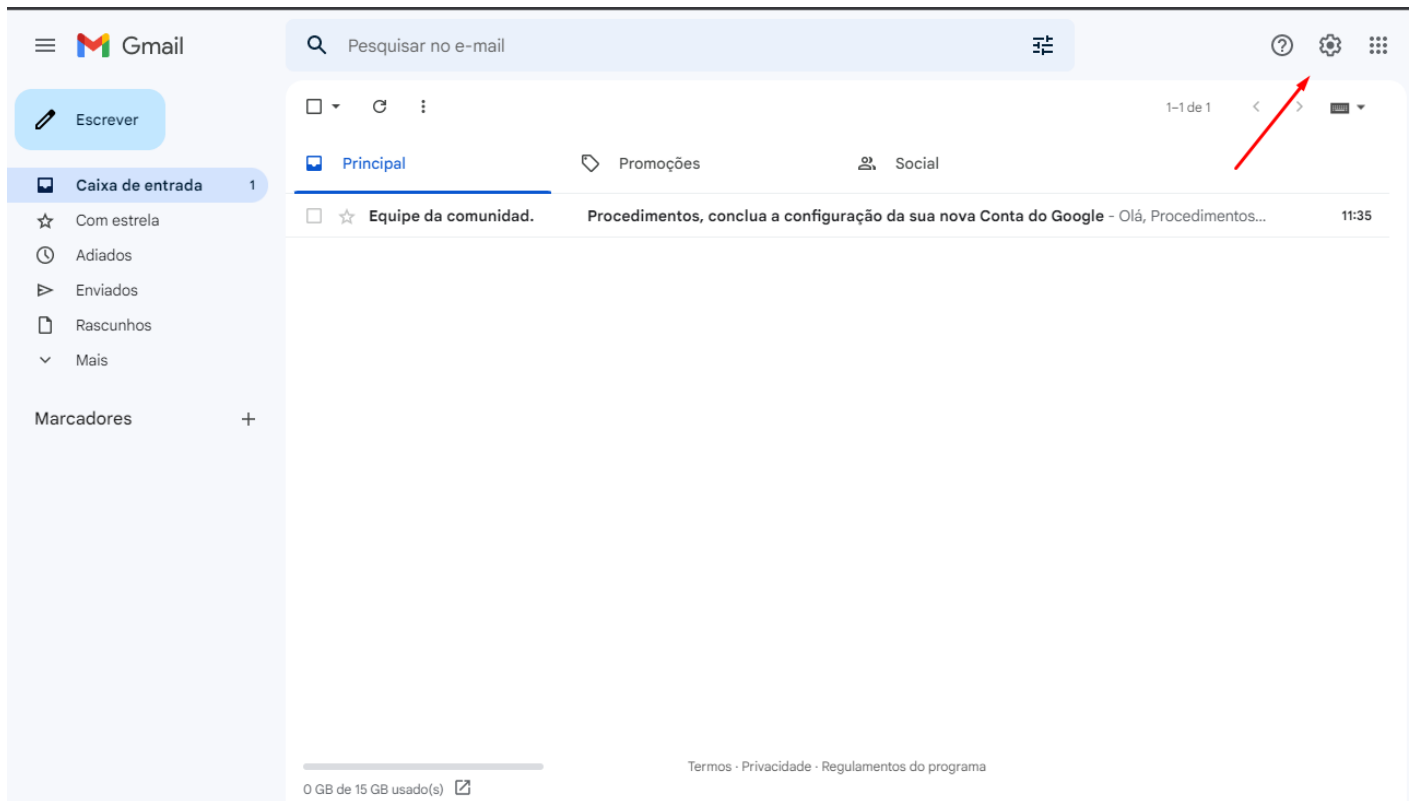 Gmail
Pesquisar no e-mail
Escrever
1–1 de 1
Principal
Promoções
Social
Caixa de entrada 1
Equipe da comunidad. Procedimentos, conclua a configuração da sua nova Conta do Google - Olá, Procedimentos... 11:35
Com estrela
Adiados
Enviados
Rascunhos
Mais
Marcadores
Termos · Privacidade · Regulamentos do programa
0 GB de 15 GB usado(s)